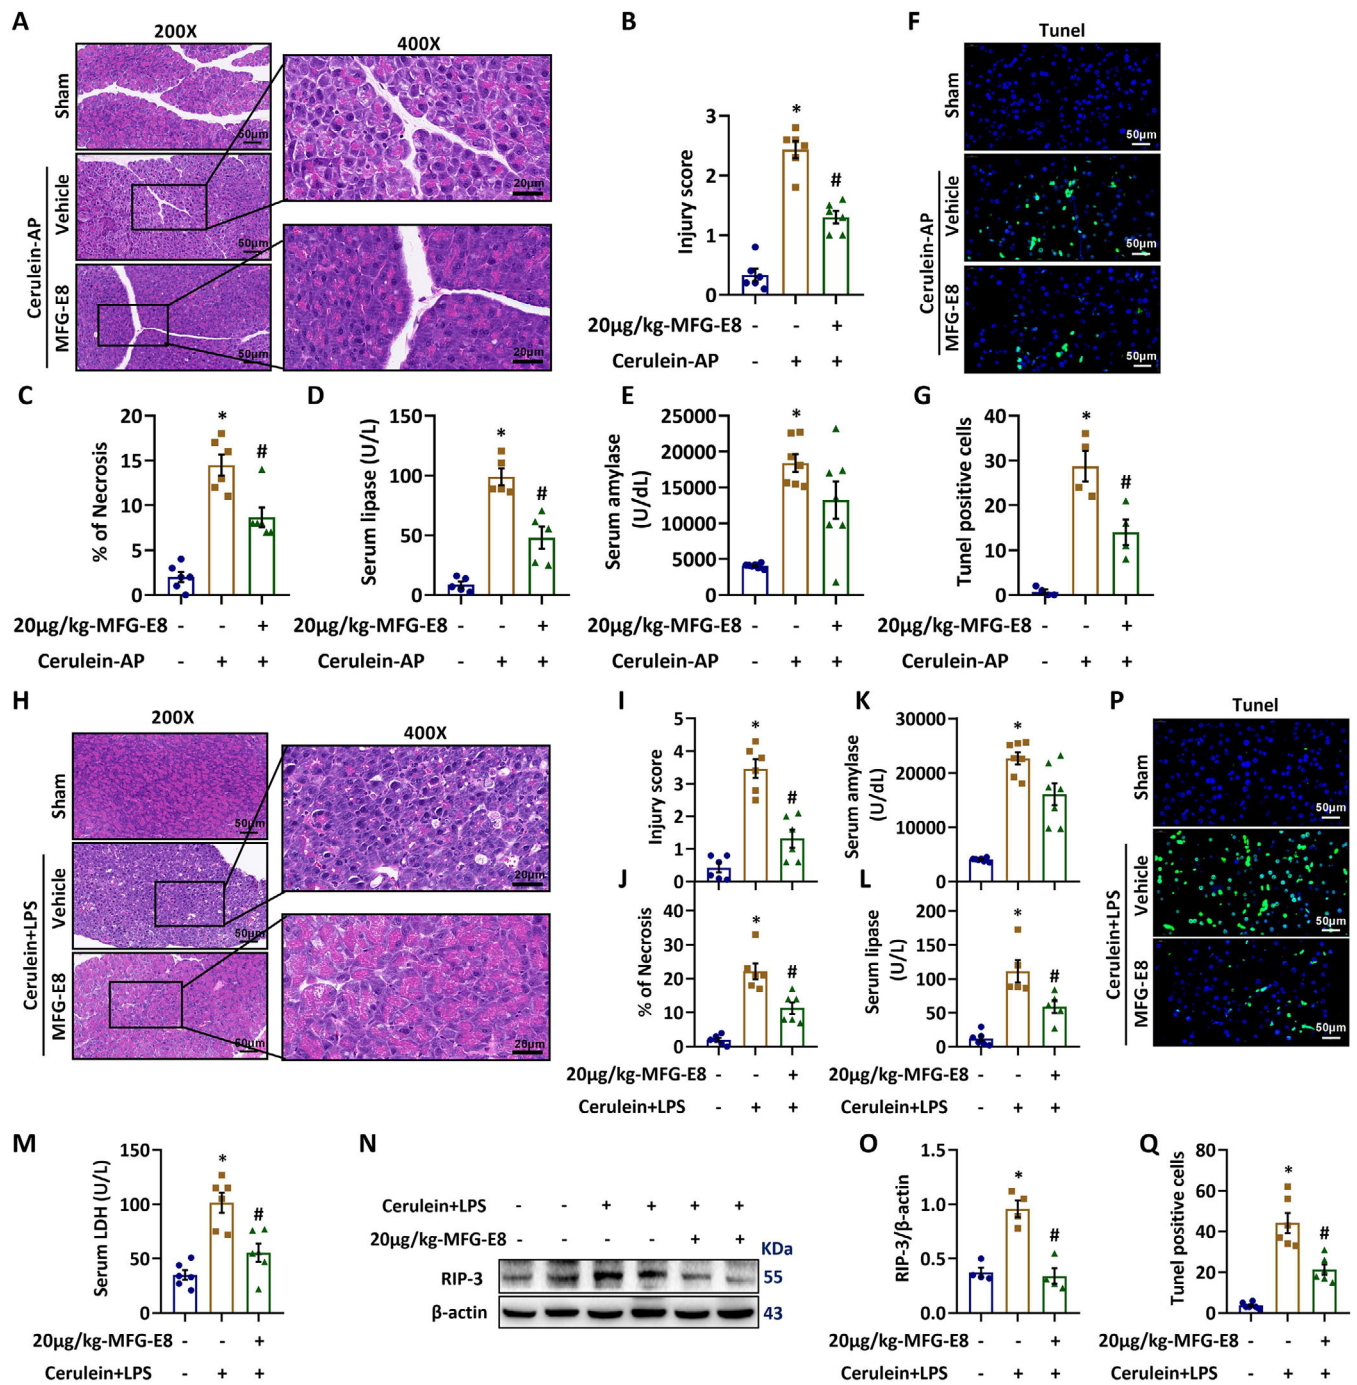 A
200X
400X
Sham
50μm
Cerulein-AP
Vehicle
50μm
20μm
MFG-E8
50μm
20μm
B
Injury score
3
2
1
0
*
#
20μg/kg-MFG-E8 - - +
Cerulein-AP - + +
F
Tunel
Sham
50μm
Cerulein-AP
Vehicle
50μm
MFG-E8
50μm
C
% of Necrosis
20
15
10
5
0
*
#
20μg/kg-MFG-E8 - - +
Cerulein-AP - + +
D
Serum lipase (U/L)
150
100
50
0
*
#
20μg/kg-MFG-E8 - - +
Cerulein-AP - + +
E
Serum amylase
(U/dL)
25000
20000
15000
10000
5000
0
*
20μg/kg-MFG-E8 - - +
Cerulein-AP - + +
G
Tunel positive cells
40
30
20
10
0
*
#
20μg/kg-MFG-E8 - - +
Cerulein-AP - + +
H
200X
400X
Sham
50μm
Cerulein+LPS
Vehicle
50μm
20μm
MFG-E8
50μm
20μm
I
Injury score
5
4
3
2
1
0
*
#
J
% of Necrosis
40
30
20
10
0
*
#
20μg/kg-MFG-E8 - - +
Cerulein+LPS - + +
K
Serum amylase
(U/dL)
30000
20000
10000
0
*
L
Serum lipase
(U/L)
200
150
100
50
0
*
#
20μg/kg-MFG-E8 - - +
Cerulein+LPS - + +
P
Tunel
Sham
50μm
Cerulein+LPS
Vehicle
50μm
MFG-E8
50μm
M
Serum LDH (U/L)
150
100
50
0
*
#
20μg/kg-MFG-E8 - - +
Cerulein+LPS - + +
N
Cerulein+LPS - - + + + +
20μg/kg-MFG-E8 - - - - + +
KDa
RIP-3 55
β-actin 43
O
RIP-3/β-actin
1.5
1.0
0.5
0.0
*
#
20μg/kg-MFG-E8 - - +
Cerulein+LPS - + +
Q
Tunel positive cells
80
60
40
20
0
*
#
20μg/kg-MFG-E8 - - +
Cerulein+LPS - + +